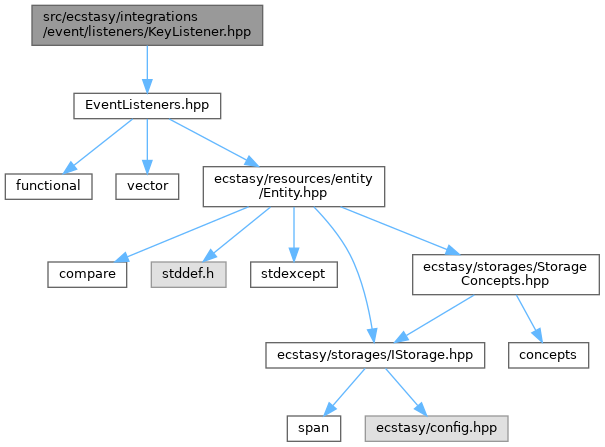 src/ecstasy/integrations
/event/listeners/KeyListener.hpp
EventListeners.hpp
functional
vector
ecstasy/resources/entity
/Entity.hpp
compare
stddef.h
stdexcept
ecstasy/storages/Storage
Concepts.hpp
ecstasy/storages/IStorage.hpp
concepts
span
ecstasy/config.hpp